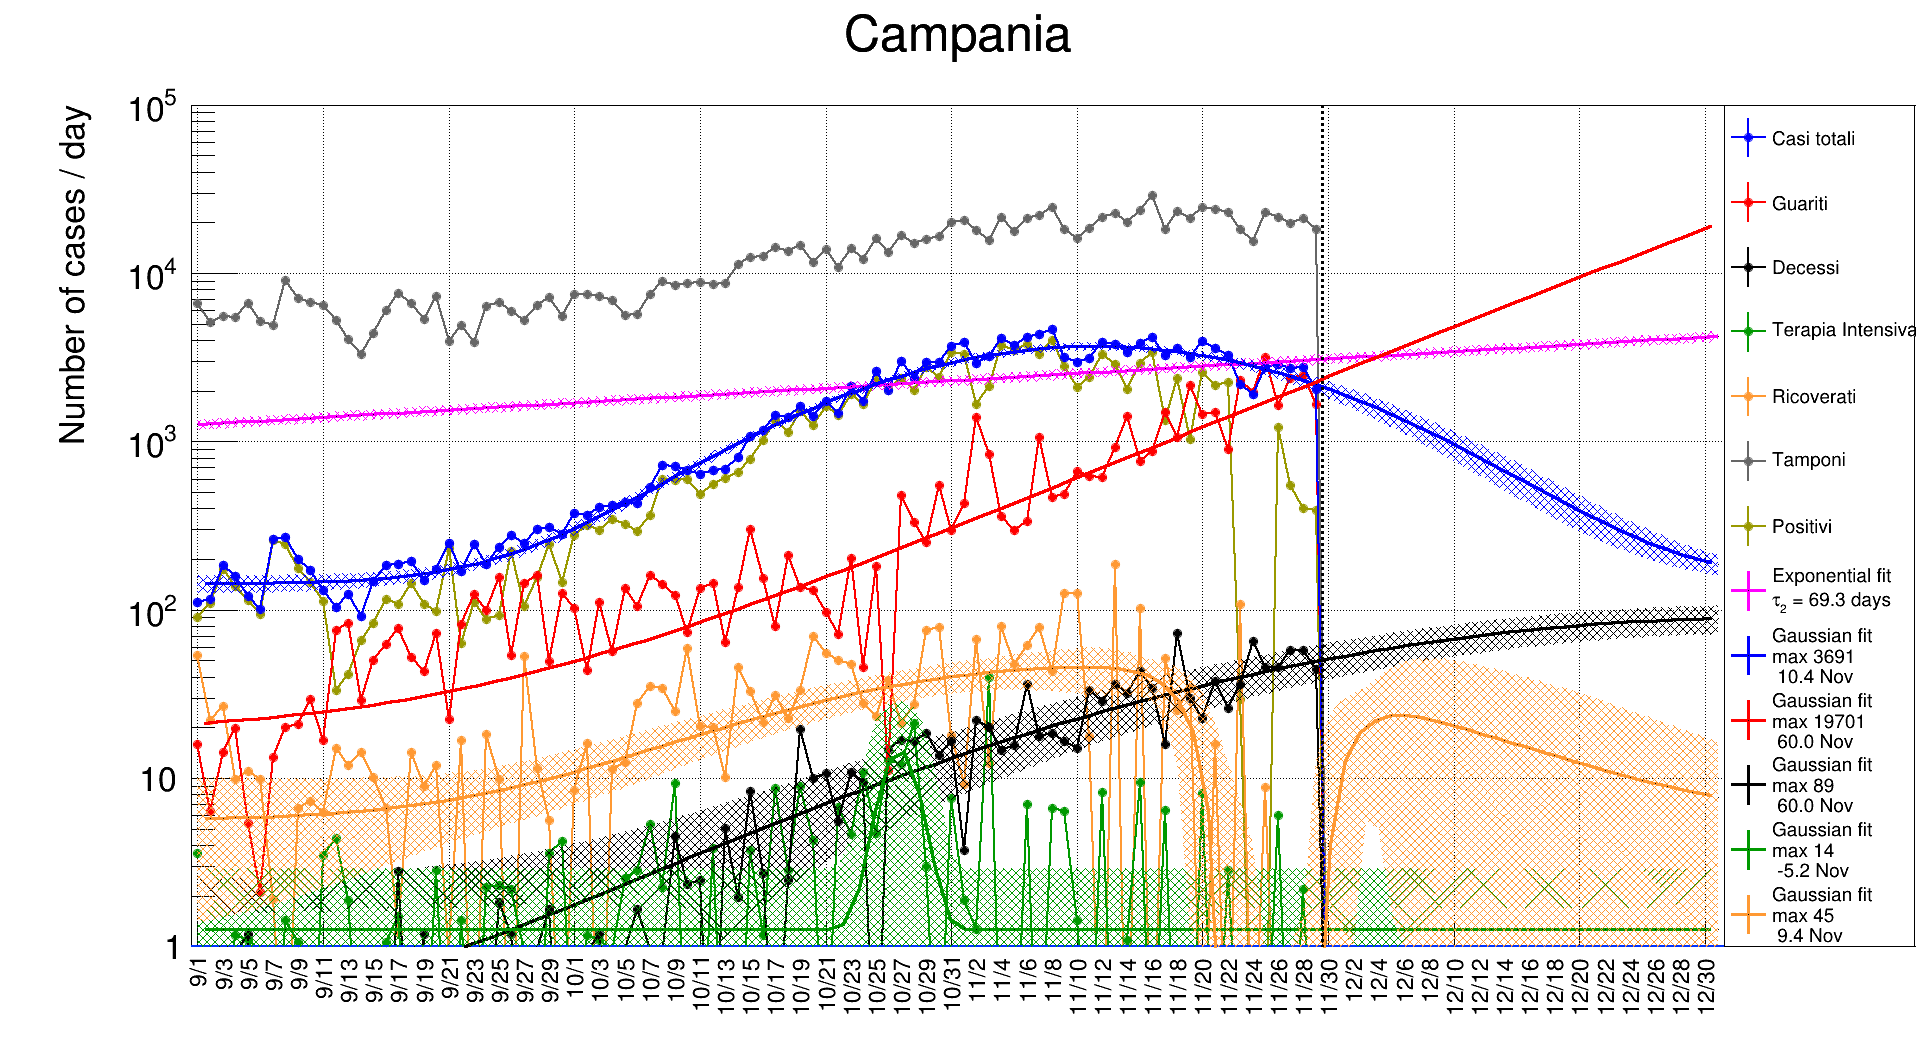 Campania
Number of cases / day
10^5
10^4
10^3
10^2
10
1
9/1 9/3 9/5 9/7 9/9 9/11 9/13 9/15 9/17 9/19 9/21 9/23 9/25 9/27 9/29 10/1 10/3 10/5 10/7 10/9 10/11 10/13 10/15 10/17 10/19 10/21 10/23 10/25 10/27 10/29 10/31 11/2 11/4 11/6 11/8 11/10 11/12 11/14 11/16 11/18 11/20 11/22 11/24 11/26 11/28 11/30 12/2 12/4 12/6 12/8 12/10 12/12 12/14 12/16 12/18 12/20 12/22 12/24 12/26 12/28 12/30
Casi totali
Guariti
Decessi
Terapia Intensiva
Ricoverati
Tamponi
Positivi
Exponential fit
τ₂ = 69.3 days
Gaussian fit
max 3691
10.4 Nov
Gaussian fit
max 19701
60.0 Nov
Gaussian fit
max 89
60.0 Nov
Gaussian fit
max 14
-5.2 Nov
Gaussian fit
max 45
9.4 Nov